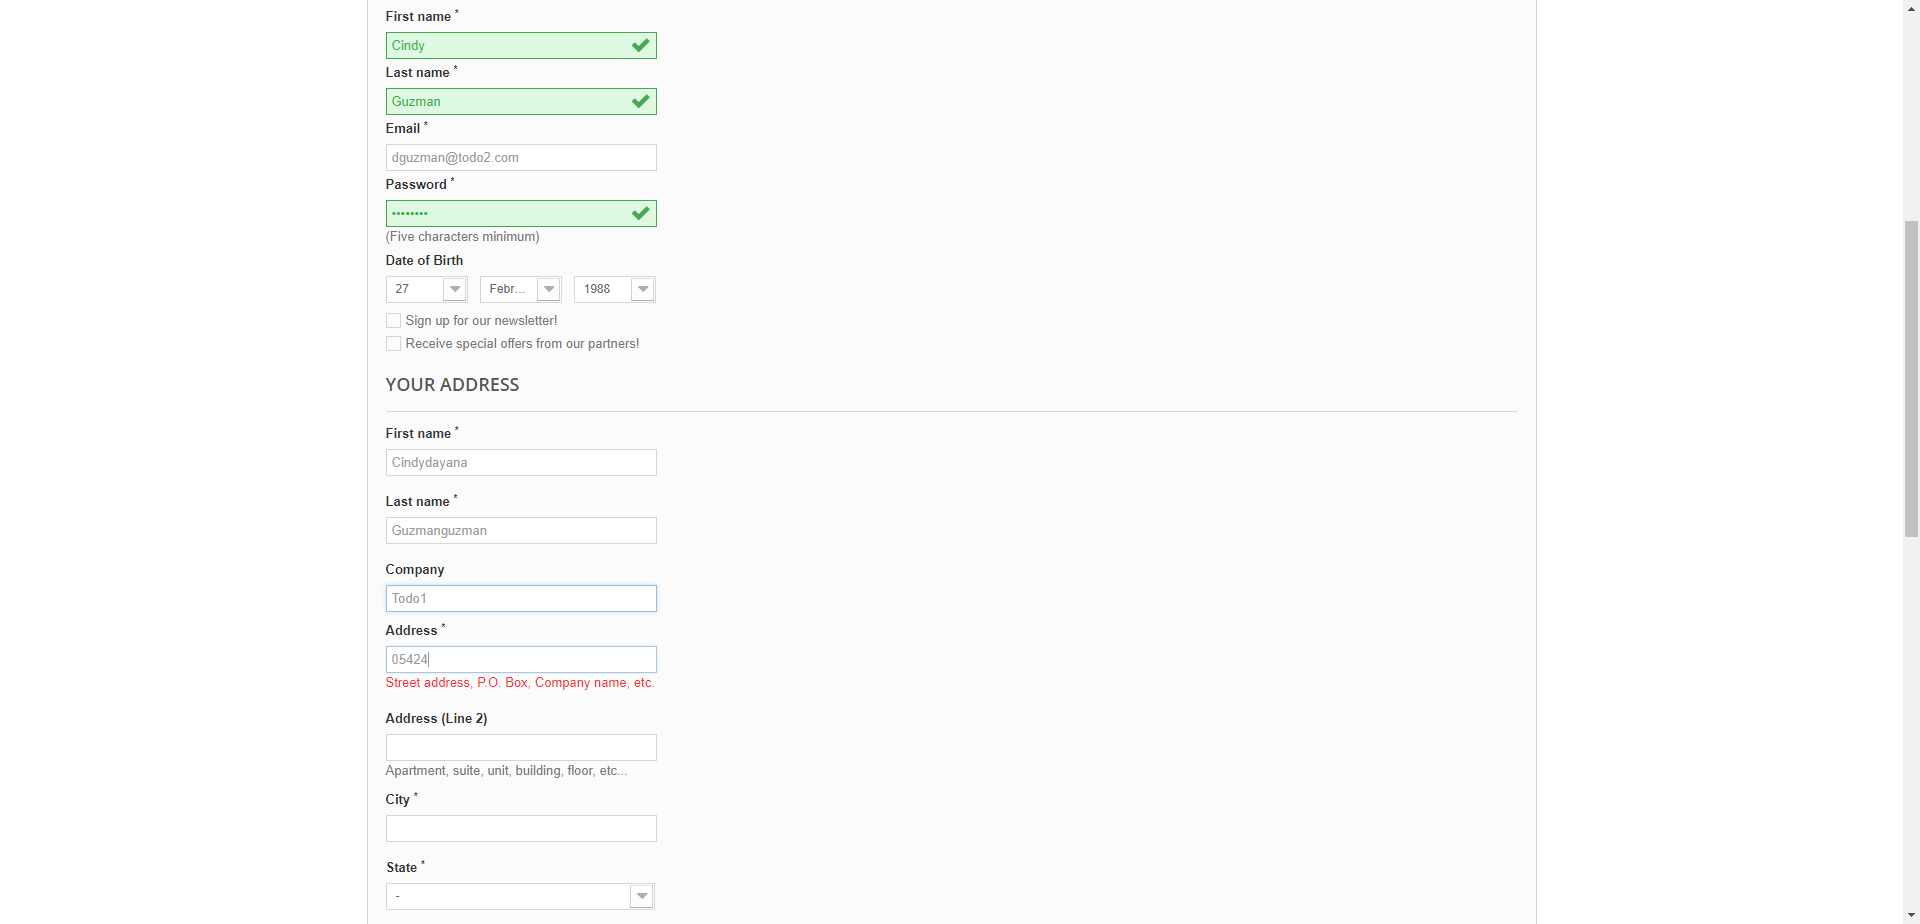 First name *
Cindy
Last name *
Guzman
Email *
dguzman@todo2.com
Password *
••••••••
(Five characters minimum)
Date of Birth
27 Febr... 1988
Sign up for our newsletter!
Receive special offers from our partners!
YOUR ADDRESS
First name *
Cindydayana
Last name *
Guzmanguzman
Company
Todo1
Address *
05424
Street address, P.O. Box, Company name, etc.
Address (Line 2)
Apartment, suite, unit, building, floor, etc...
City *
State *
-